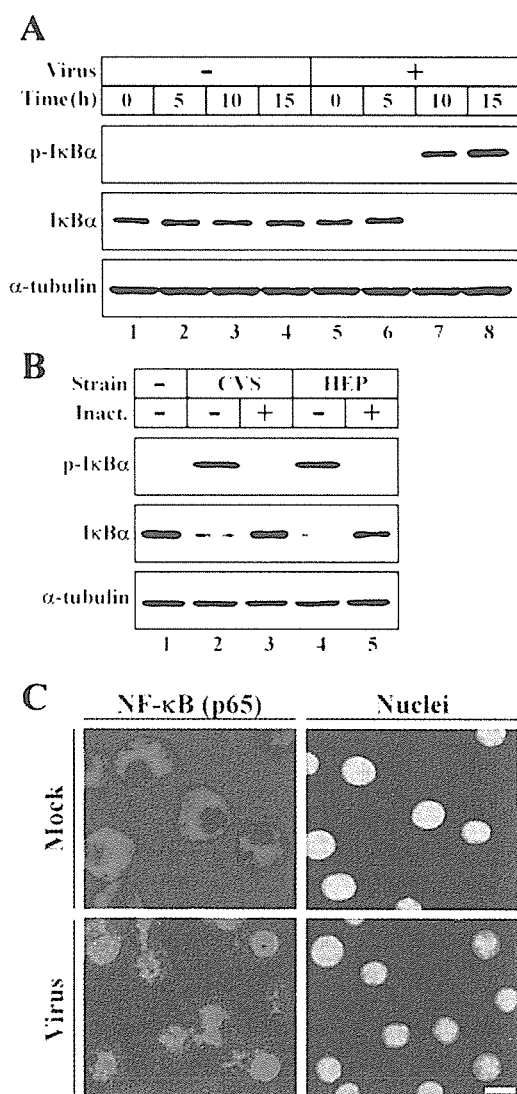 A
Virus - +
Time(h) 0 5 10 15 0 5 10 15
p-IκBα
IκBα
α-tubulin
1 2 3 4 5 6 7 8
B
Strain - CVS HEP
Inact. - - + - +
p-IκBα
IκBα
α-tubulin
1 2 3 4 5
C
NF-κB (p65) Nuclei
Mock
Virus